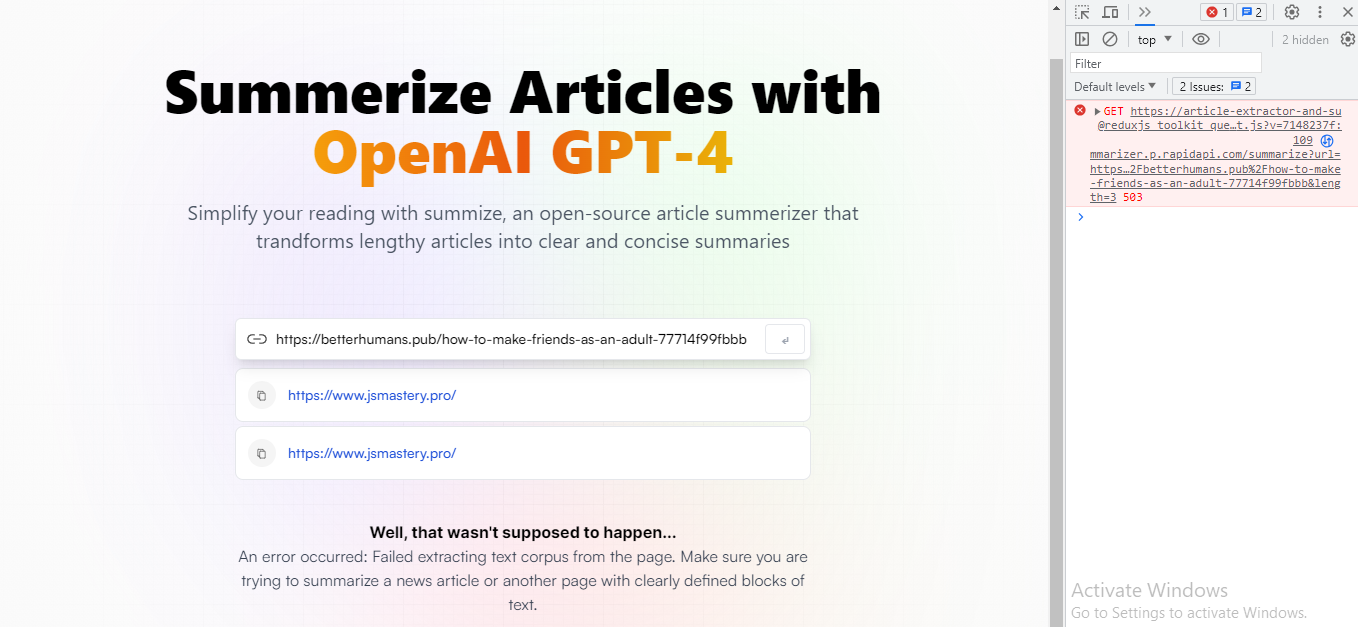 Summerize Articles with
OpenAI GPT-4
Simplify your reading with summize, an open-source article summerizer that
trandforms lengthy articles into clear and concise summaries
https://betterhumans.pub/how-to-make-friends-as-an-adult-77714f99fbbb
https://www.jsmastery.pro/
https://www.jsmastery.pro/
Well, that wasn't supposed to happen...
An error occurred: Failed extracting text corpus from the page. Make sure you are
trying to summarize a news article or another page with clearly defined blocks of
text.
1 2
top 2 hidden
Filter
Default levels 2 Issues: 2
GET https://article-extractor-and-su
@reduxjs_toolkit_que…t.js?v=7148237f:
109
mmarizer.p.rapidapi.com/summarize?url=
https…2Fbetterhumans.pub%2Fhow-to-make
-friends-as-an-adult-77714f99fbbb&leng
th=3 503
Activate Windows
Go to Settings to activate Windows.